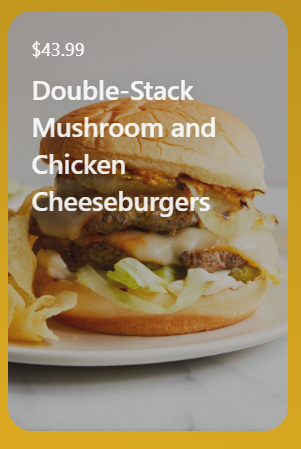 $43.99
Double-Stack
Mushroom and
Chicken
Cheeseburgers